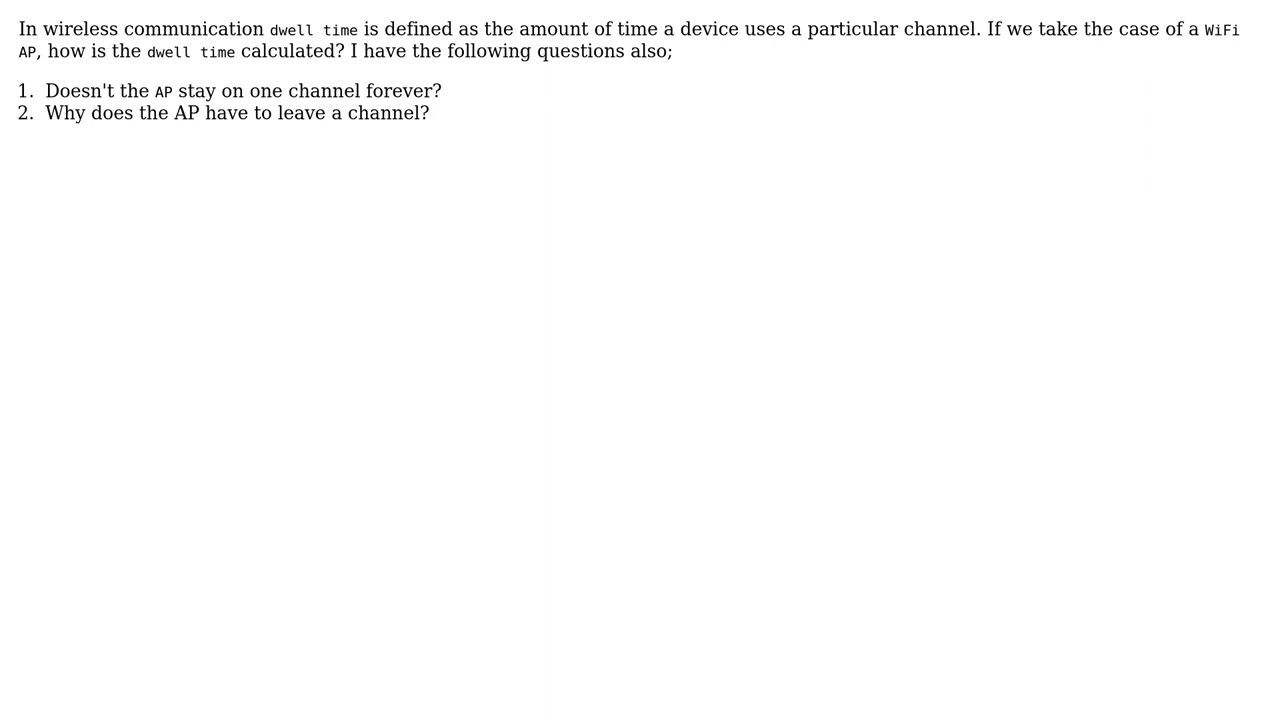 In wireless communication dwell time is defined as the amount of time a device uses a particular channel. If we take the case of a WiFi
AP, how is the dwell time calculated? I have the following questions also;
1. Doesn't the AP stay on one channel forever?
2. Why does the AP have to leave a channel?